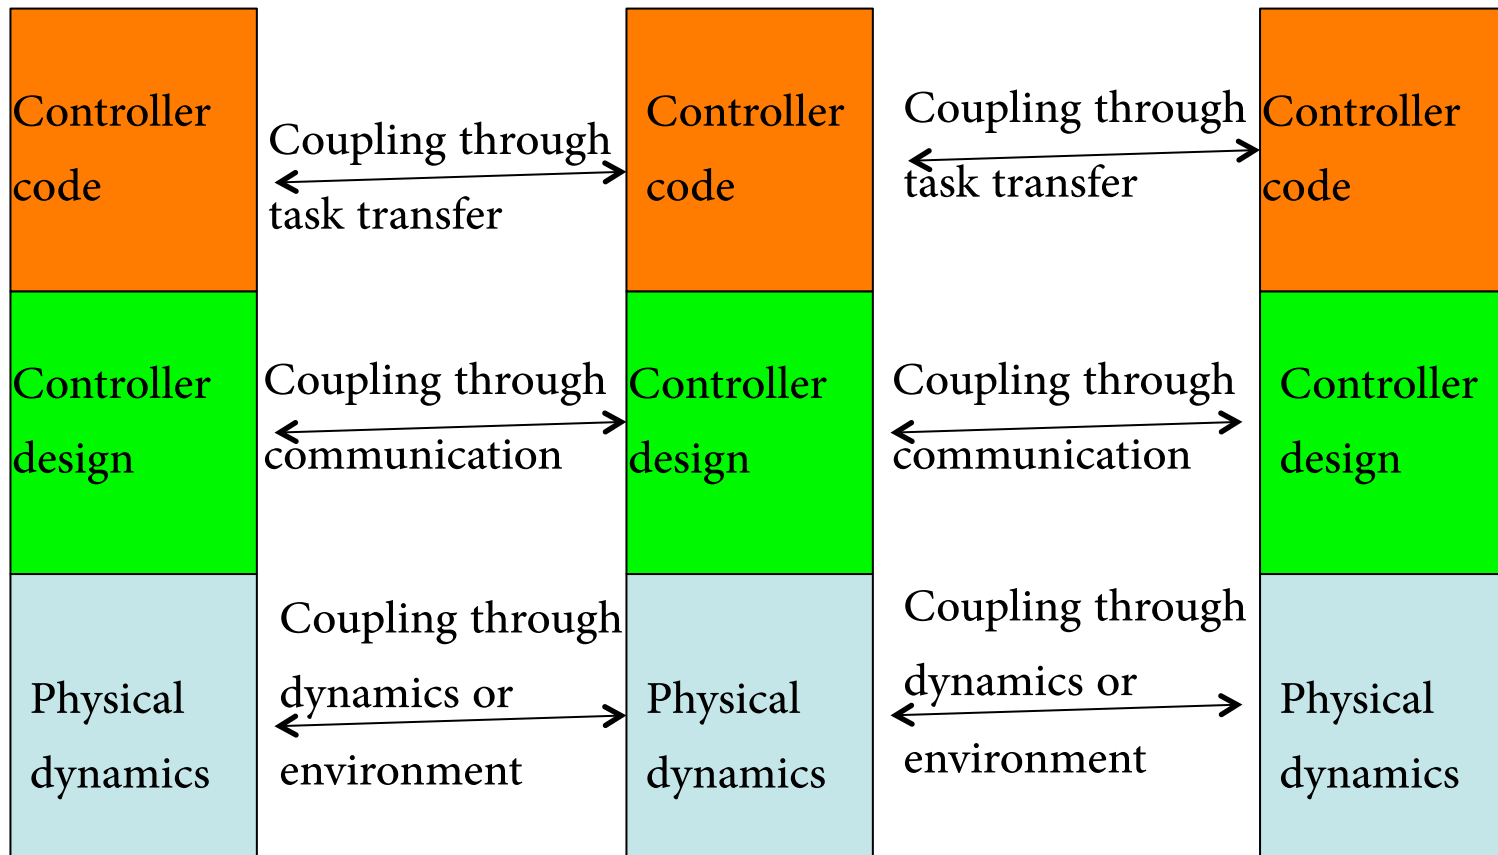 Controller
code
Coupling through
task transfer
Controller
code
Coupling through
task transfer
Controller
code
Controller
design
Coupling through
communication
Controller
design
Coupling through
communication
Controller
design
Physical
dynamics
Coupling through
dynamics or
environment
Physical
dynamics
Coupling through
dynamics or
environment
Physical
dynamics